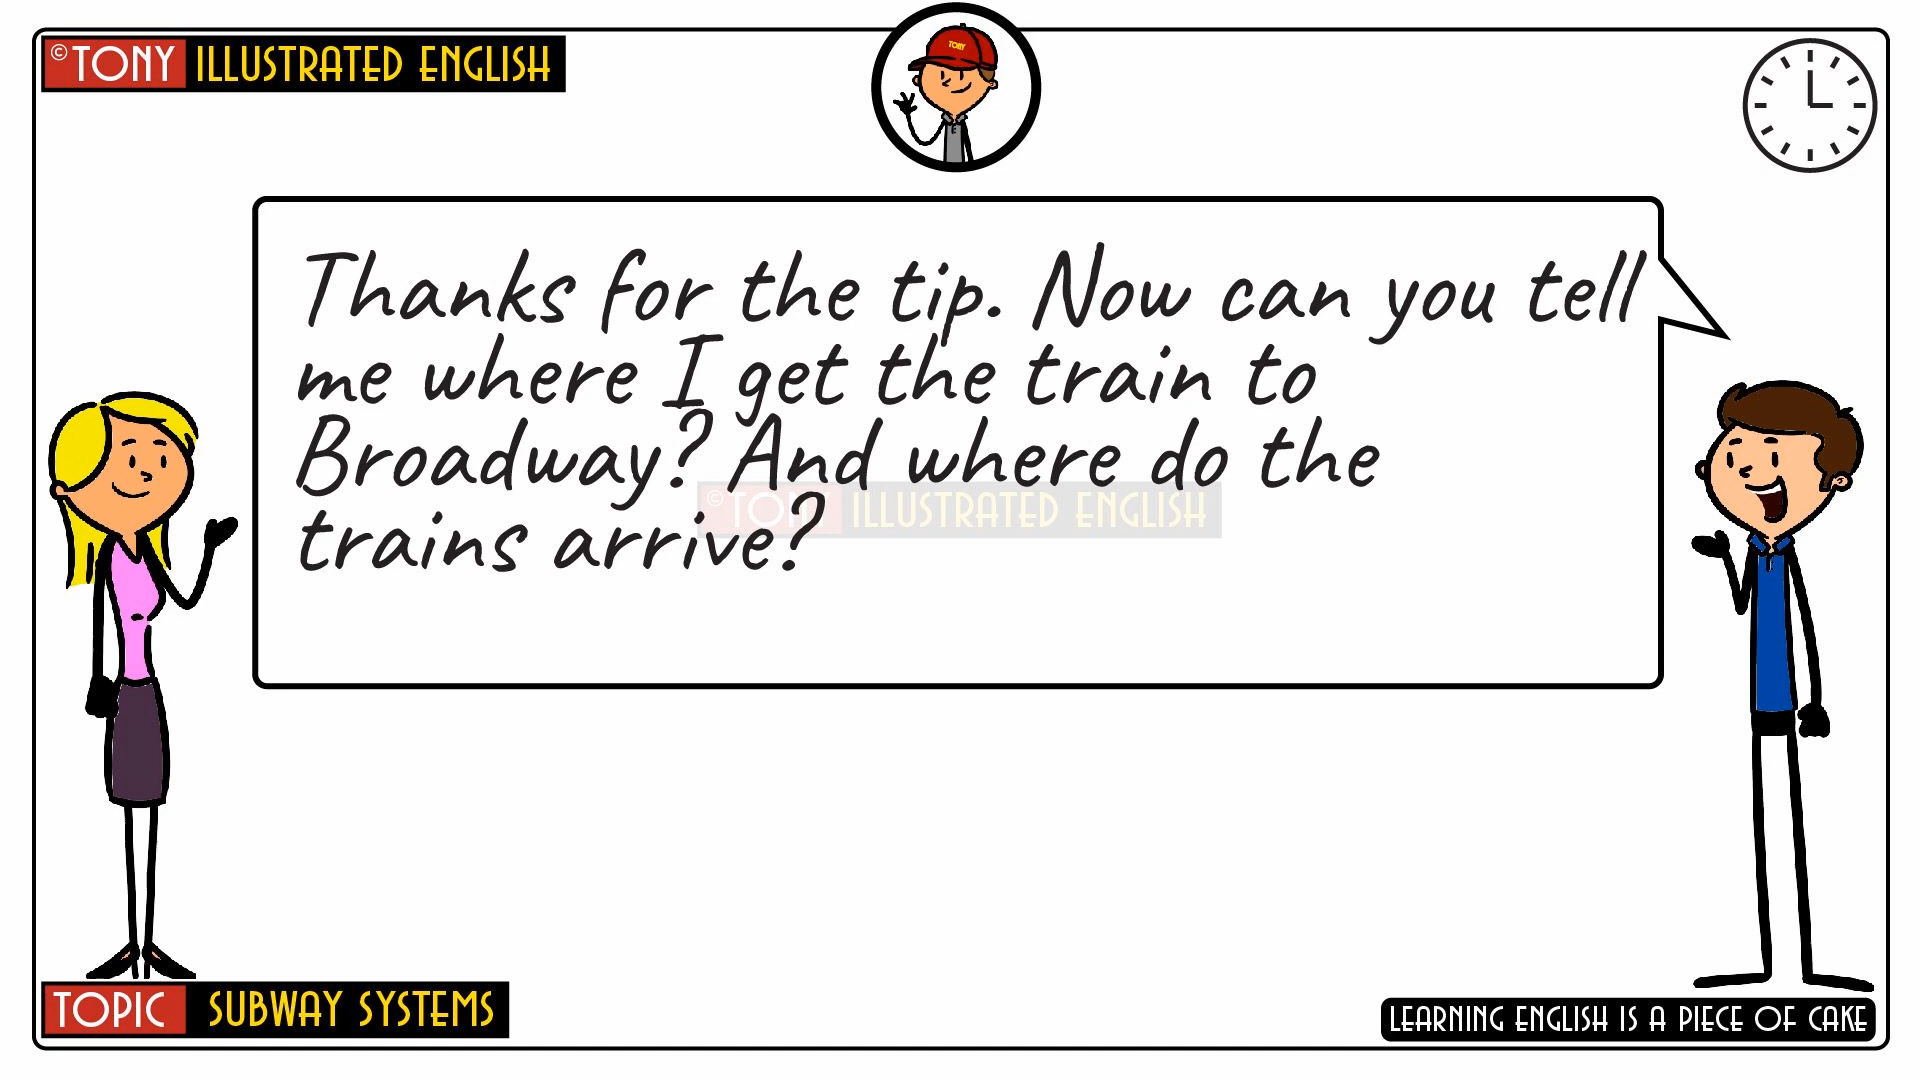 ©TONY ILLUSTRATED ENGLISH
TONY
Thanks for the tip. Now can you tell
me where I get the train to
Broadway? And where do the
trains arrive?
©TONY ILLUSTRATED ENGLISH
TOPIC SUBWAY SYSTEMS
LEARNING ENGLISH IS A PIECE OF CAKE